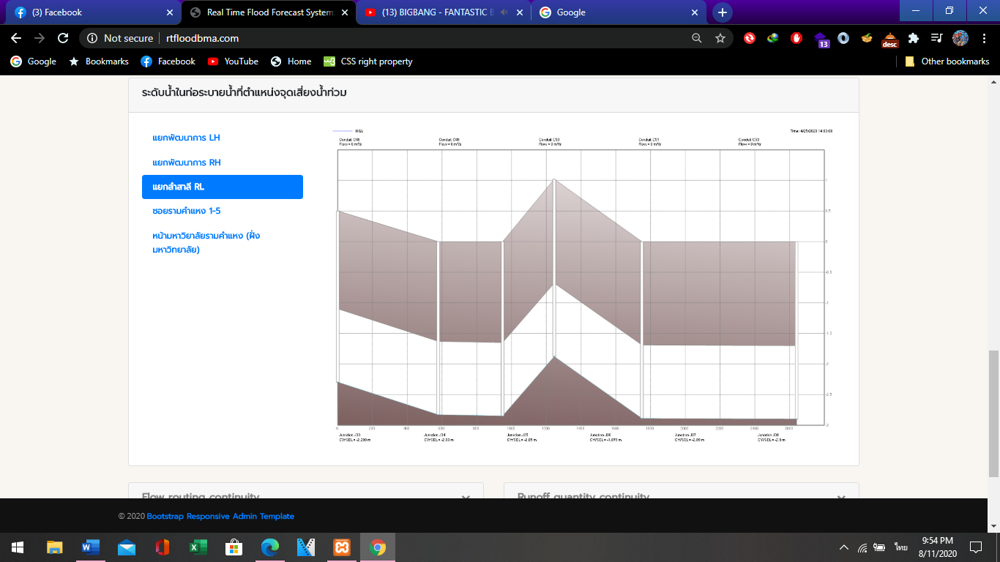 (3) Facebook
Real Time Flood Forecast System
(13) BIGBANG - FANTASTIC B
Google
Not secure
rtfloodbma.com
13
desc
Google
Bookmarks
Facebook
YouTube
Home
CSS right property
Other bookmarks
ระดับน้ำในท่อระบายน้ำที่ตำแหน่งจุดเสี่ยงน้ำท่วม
แยกพัฒนาการ LH
แยกพัฒนาการ RH
แยกลำสาลี RL
ซอยรามคำแหง 1-5
หน้ามหาวิยาลัยรามคำแหง (ฝั่ง
มหาวิทยาลัย)
HGL
Time: 4/25/2020 14:03:00
Conduit C48
Flow = 0 m³/s
Conduit C49
Flow = 0 m³/s
Conduit C50
Flow = 0 m³/s
Conduit C51
Flow = 0 m³/s
Conduit C53
Flow = 0 m³/s
1
0.5
0
-0.5
-1
-1.5
-2
-2.5
-3
0 200 400 600 800 1000 1200 1400 1600 1800 2000 2200 2400 2600
Junction J33
CWSEL = -2.298 m
Junction J34
CWSEL = -2.83 m
Junction J35
CWSEL = -2.85 m
Junction J36
CWSEL = -1.879 m
Junction J37
CWSEL = -2.89 m
Junction J38
CWSEL = -2.9 m
Flow routing continuity
Runoff quantity continuity
© 2020 Bootstrap Responsive Admin Template
ไทย
9:54 PM
8/11/2020